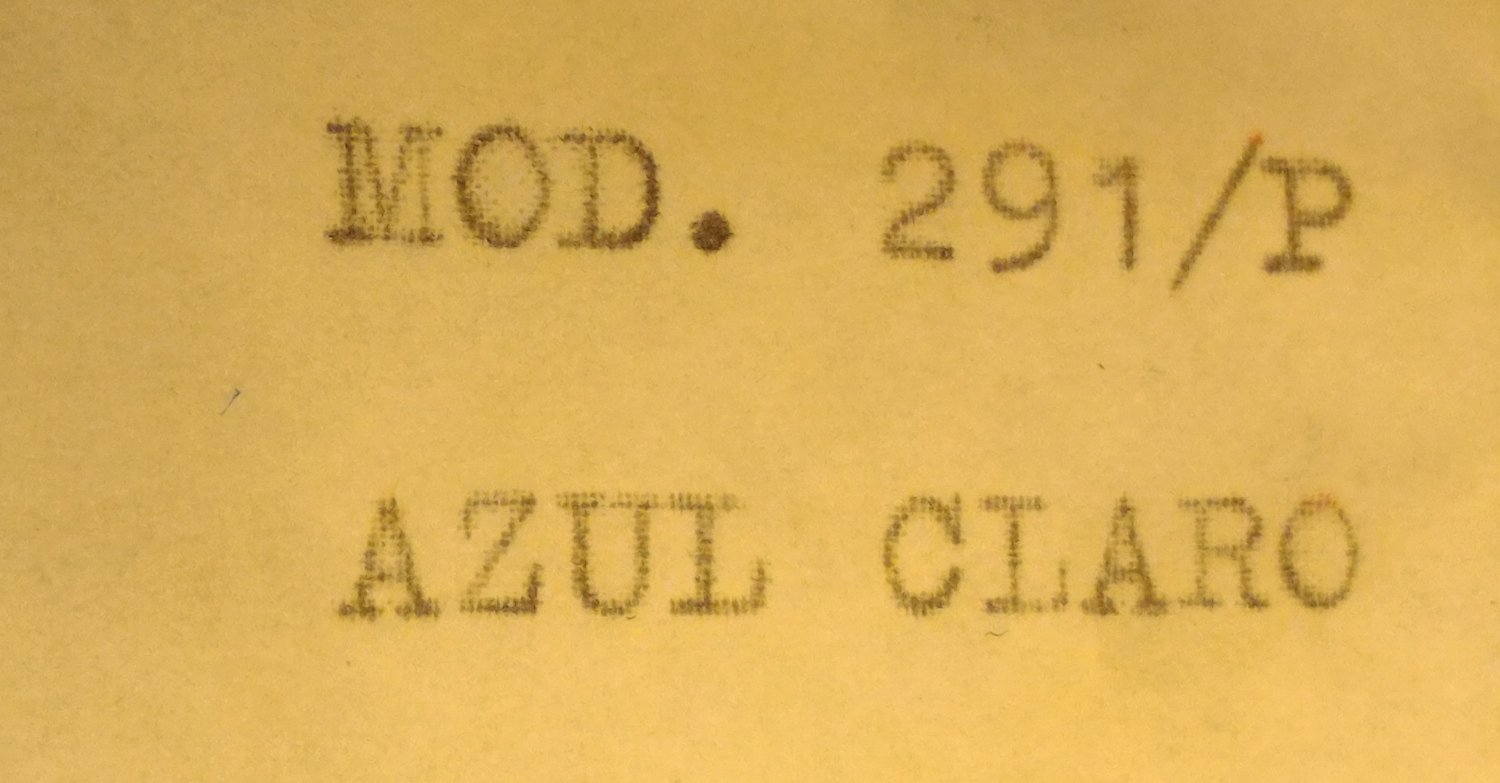 MOD. 291/P
AZUL CLARO